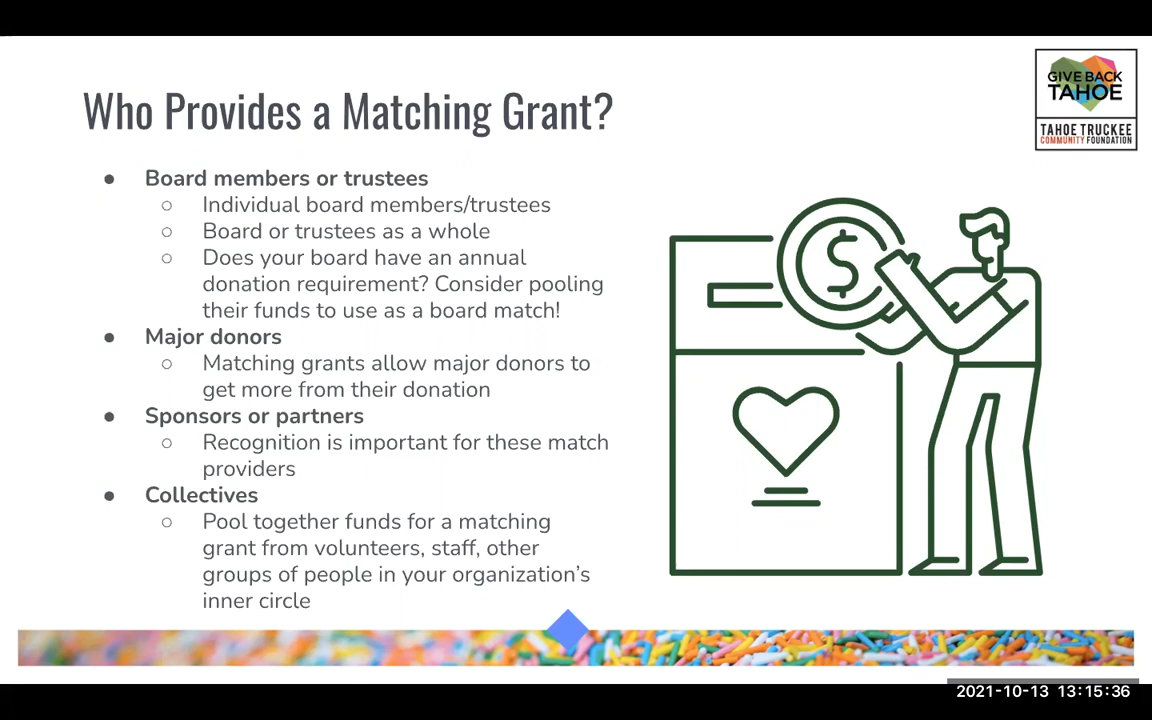 GIVE BACK
TAHOE
TAHOE TRUCKEE
COMMUNITY FOUNDATION
Who Provides a Matching Grant?
● Board members or trustees
○ Individual board members/trustees
○ Board or trustees as a whole
○ Does your board have an annual
donation requirement? Consider pooling
their funds to use as a board match!
● Major donors
○ Matching grants allow major donors to
get more from their donation
● Sponsors or partners
○ Recognition is important for these match
providers
● Collectives
○ Pool together funds for a matching
grant from volunteers, staff, other
groups of people in your organization’s
inner circle
$
2021-10-13 13:15:36